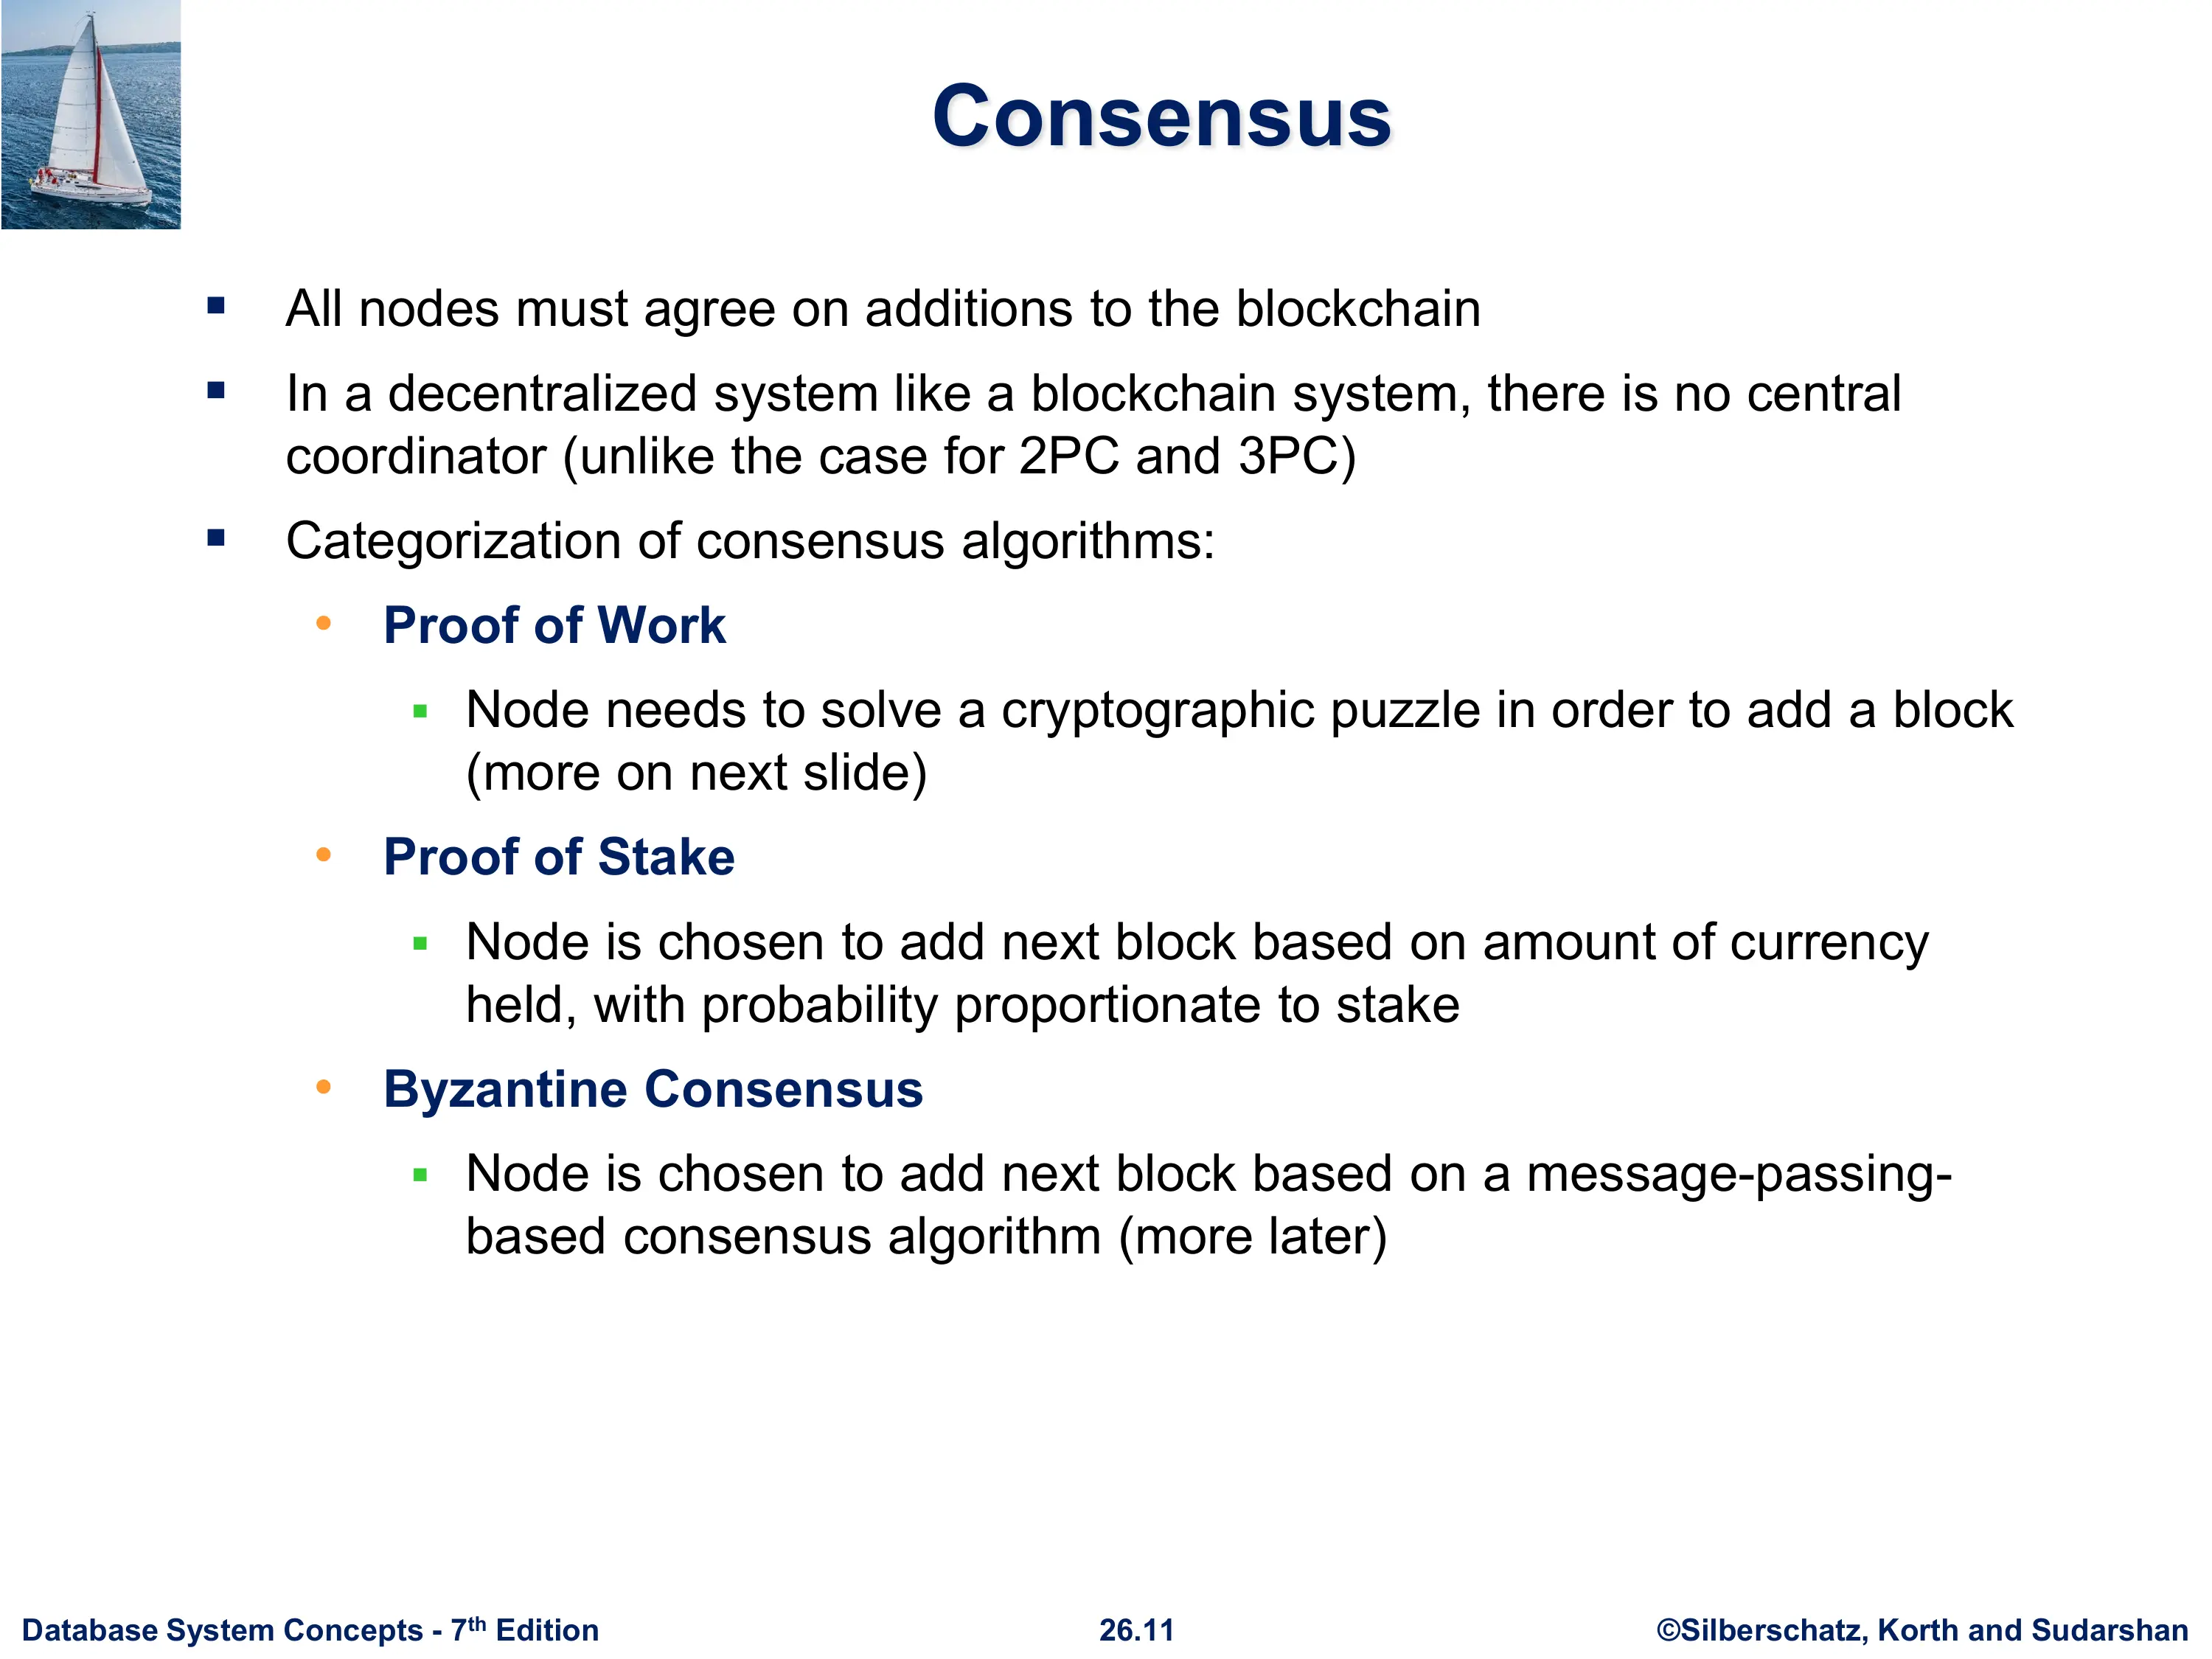 Consensus
▪ All nodes must agree on additions to the blockchain
▪ In a decentralized system like a blockchain system, there is no central
coordinator (unlike the case for 2PC and 3PC)
▪ Categorization of consensus algorithms:
• Proof of Work
▪ Node needs to solve a cryptographic puzzle in order to add a block
(more on next slide)
• Proof of Stake
▪ Node is chosen to add next block based on amount of currency
held, with probability proportionate to stake
• Byzantine Consensus
▪ Node is chosen to add next block based on a message-passing-
based consensus algorithm (more later)
Database System Concepts - 7th Edition
26.11
©Silberschatz, Korth and Sudarshan